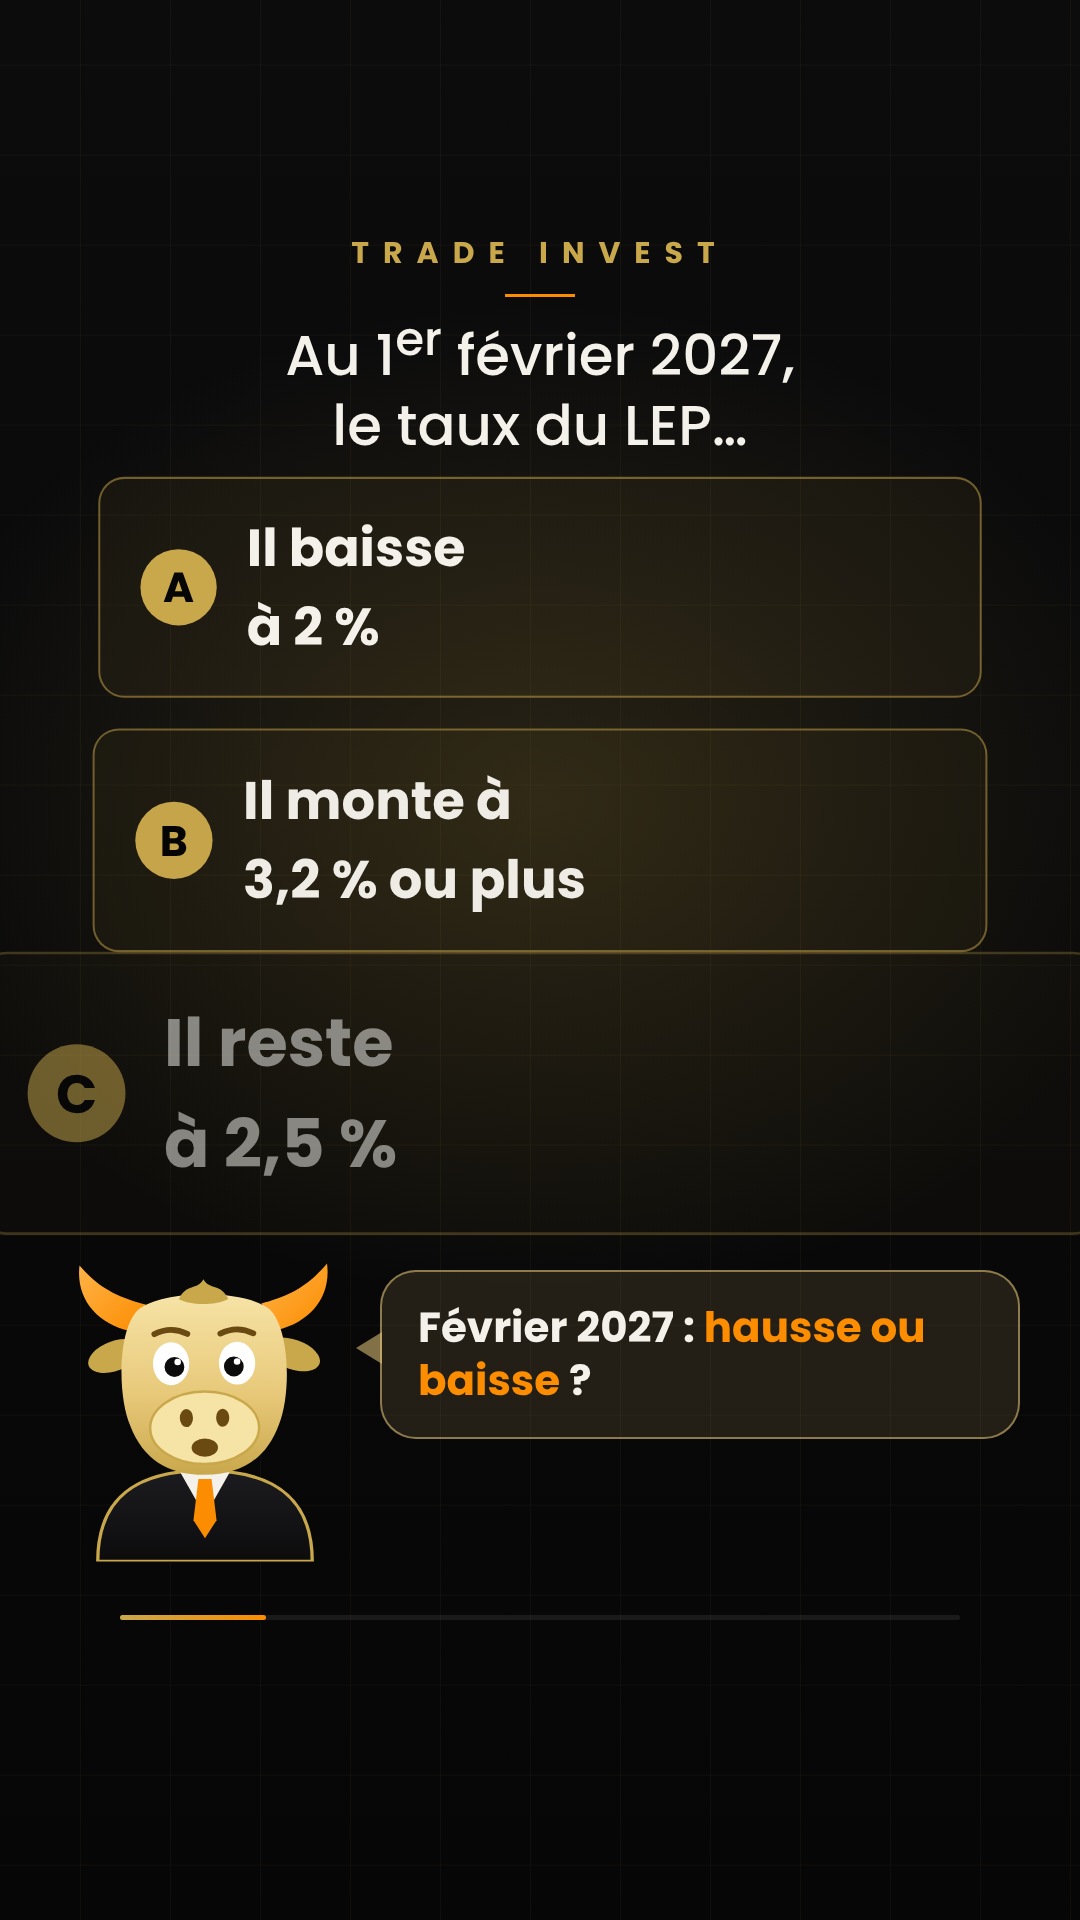 TRADE INVEST
Au 1er février 2027,
le taux du LEP...
A
Il baisse
à 2 %
B
Il monte à
3,2 % ou plus
C
Il reste
à 2,5 %
Février 2027 : hausse ou
baisse ?